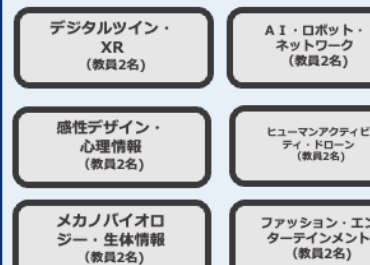 デジタルツイン・
XR
(教員2名)
ＡＩ・ロボット・
ネットワーク
(教員2名)
感性デザイン・
心理情報
(教員2名)
ヒューマンアクティビ
ティ・ドローン
(教員2名)
メカノバイオロ
ジー・生体情報
(教員2名)
ファッション・エン
ターテインメント
(教員2名)